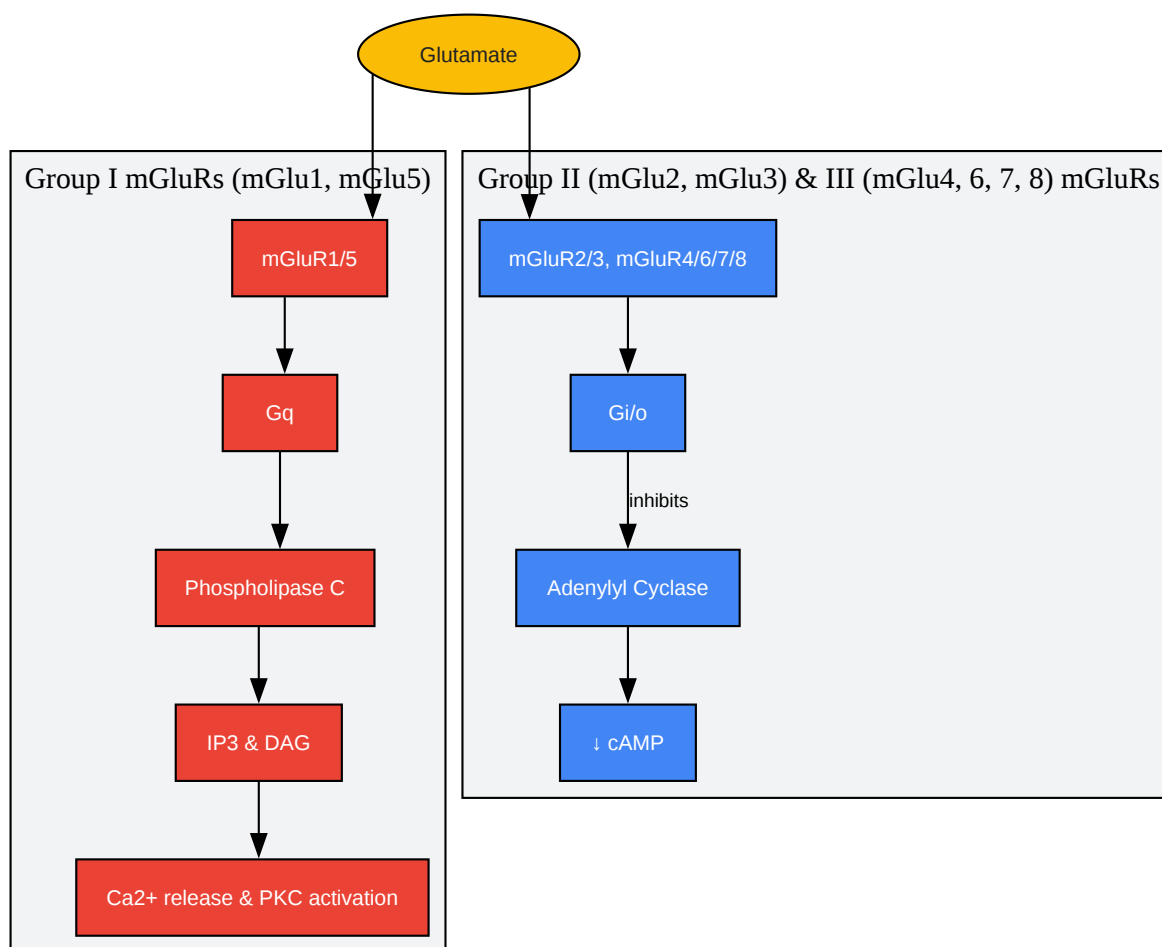 Glutamate
Group I mGluRs (mGlu1, mGlu5)
mGluR1/5
Gq
Phospholipase C
IP3 & DAG
Ca2+ release & PKC activation
Group II (mGlu2, mGlu3) & III (mGlu4, 6, 7, 8) mGluRs
mGluR2/3, mGluR4/6/7/8
Gi/o
inhibits
Adenylyl Cyclase
↓ cAMP